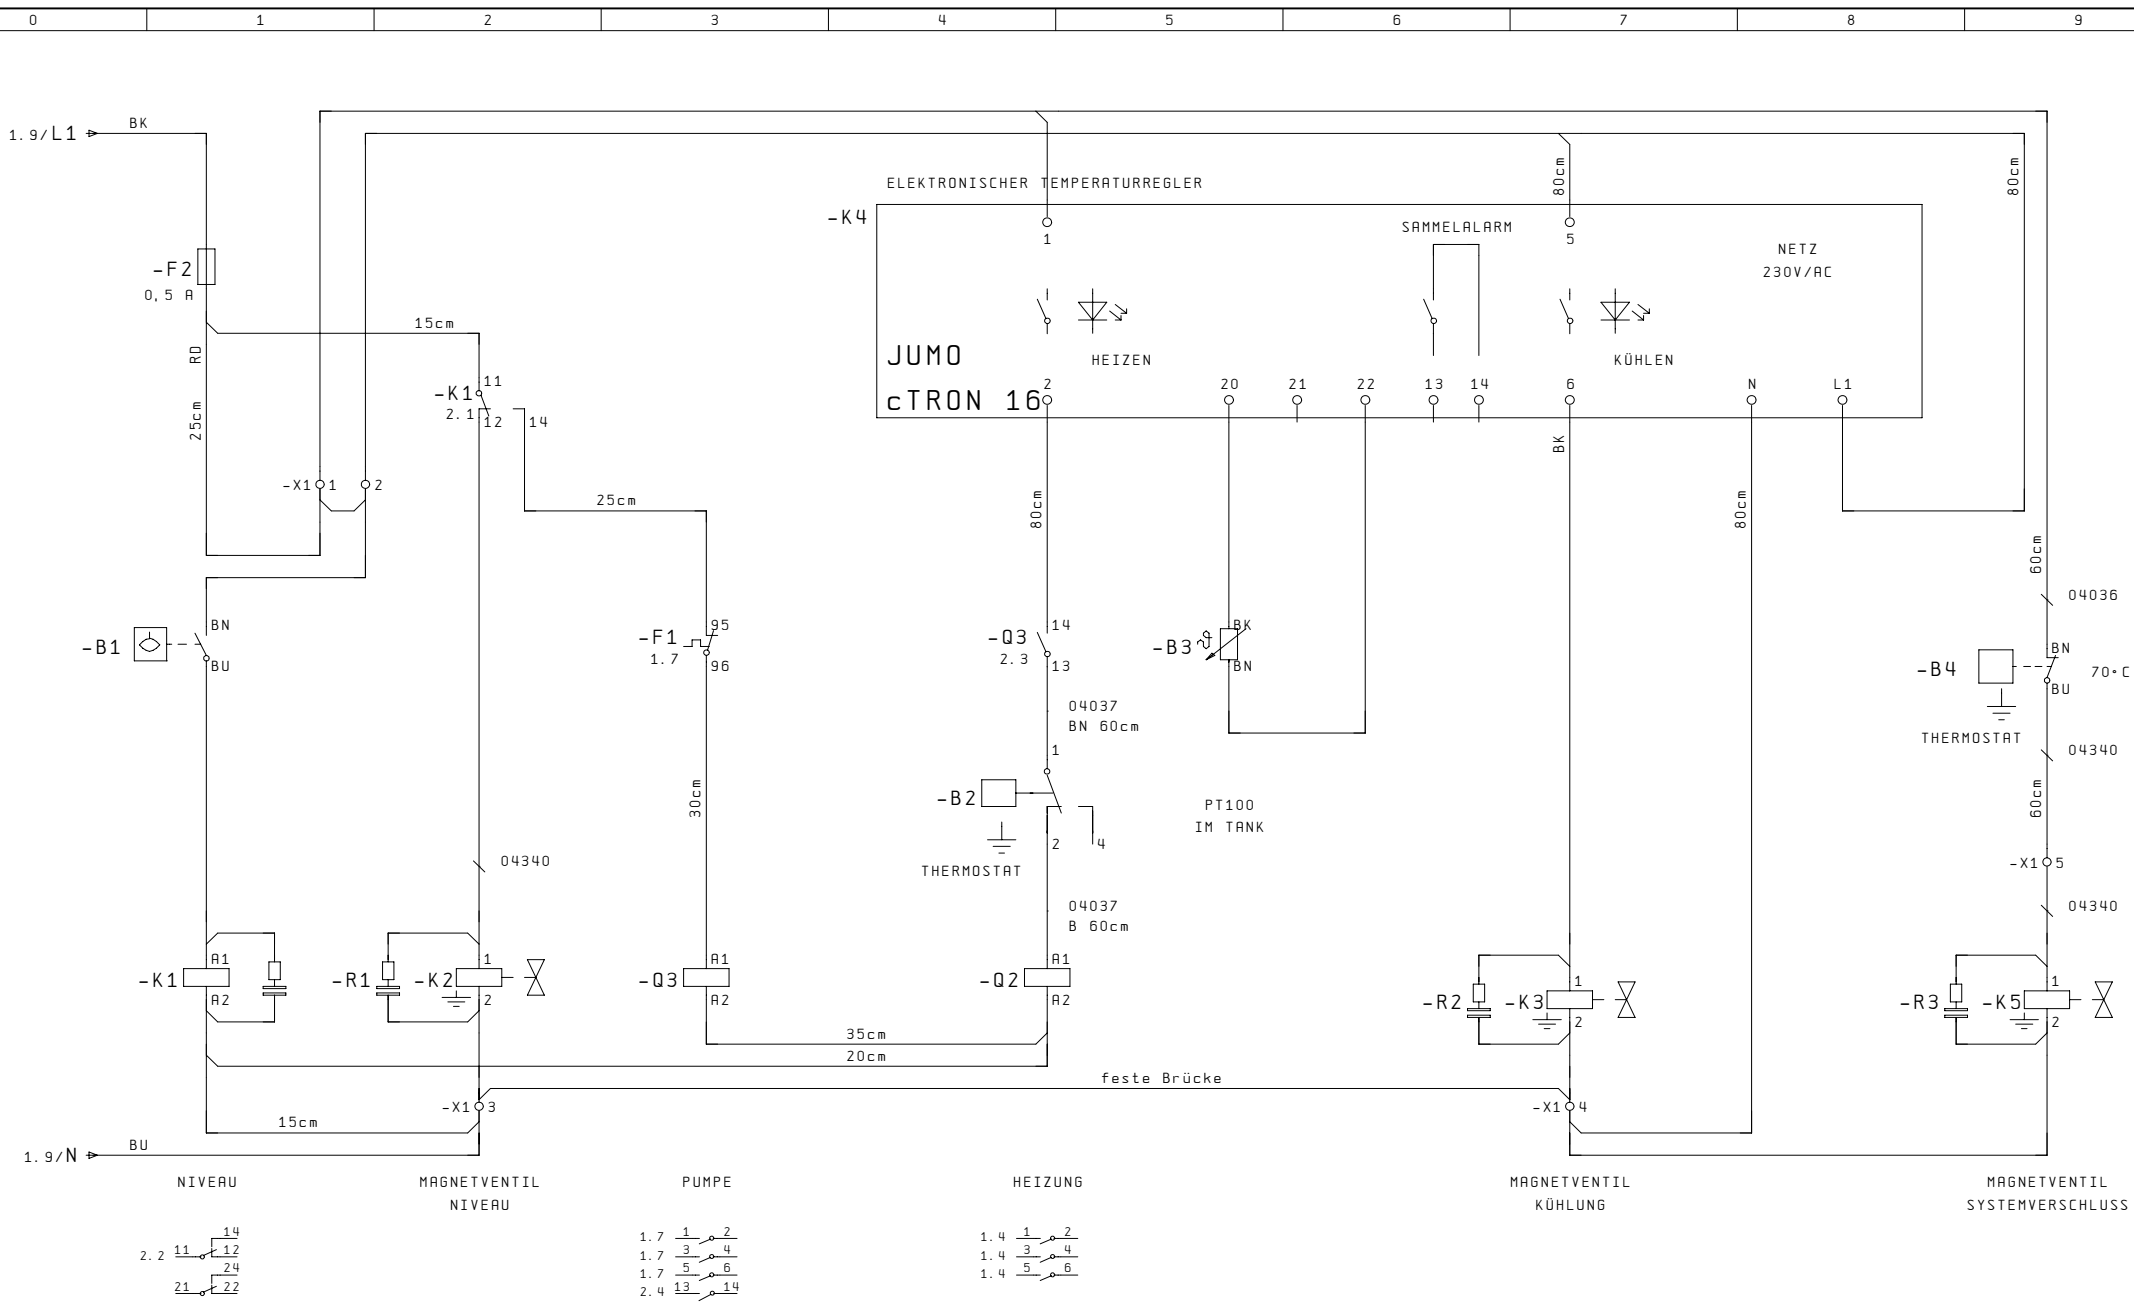 0 1 2 3 4 5 6 7 8 9
1.9/L1 BK
ELEKTRONISCHER TEMPERATURREGLER
80cm
80cm
-K4
SAMMELALARM
1
5
NETZ
230V/AC
-F2
0,5 A
15cm
RD
25cm
JUMO
cTRON 16
HEIZEN
KÜHLEN
2 20 21 22 13 14 6 N L1
-K1
2.1
11
12 14
BK
-X1 1 2
25cm
80cm
80cm
60cm
04036
-B1
BN
BU
-F1
1.7
95
96
-Q3
2.3
14
13
-B3
BK
BN
-B4
BN
BU
70°C
THERMOSTAT
04340
04037
BN 60cm
1
30cm
-B2
2 4
THERMOSTAT
PT100
IM TANK
60cm
-X1 5
04340
04340
04037
B 60cm
-K1
A1
A2
-R1
-K2
1
2
-Q3
A1
A2
-Q2
A1
A2
-R2
-K3
1
2
-R3
-K5
1
2
35cm
20cm
feste Brücke
-X1 3
-X1 4
15cm
1.9/N BU
NIVEAU
MAGNETVENTIL
NIVEAU
PUMPE
HEIZUNG
MAGNETVENTIL
KÜHLUNG
MAGNETVENTIL
SYSTEMVERSCHLUSS
14
2.2 11 12
24
21 22
1.7 1 2
1.7 3 4
1.7 5 6
2.4 13 14
1.4 1 2
1.4 3 4
1.4 5 6